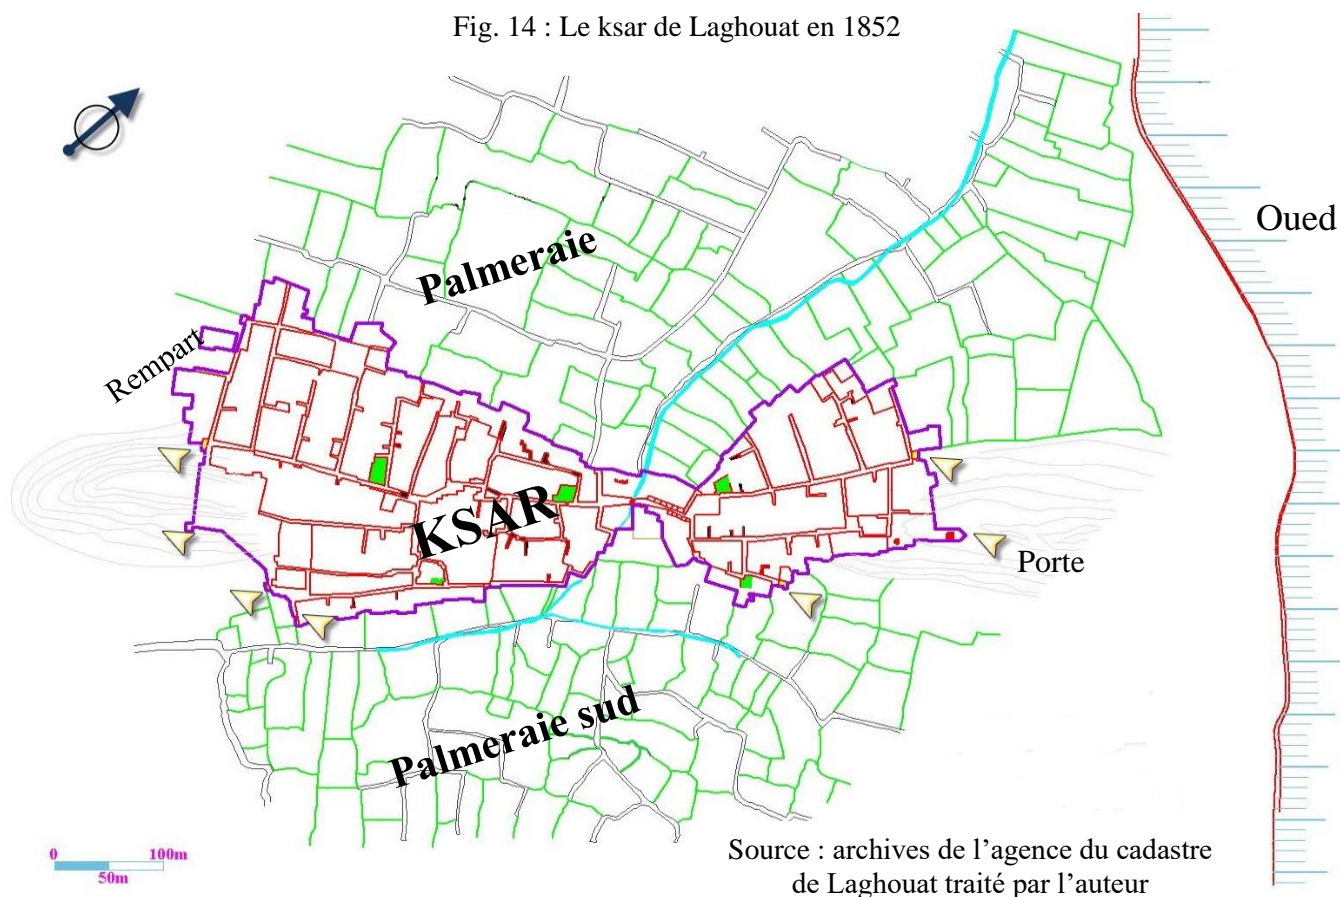 Fig. 14 : Le ksar de Laghouat en 1852
Oued
Palmeraie
Rempart
KSAR
Porte
Palmeraie sud
0 100m
50m
Source : archives de l’agence du cadastre
de Laghouat traité par l’auteur